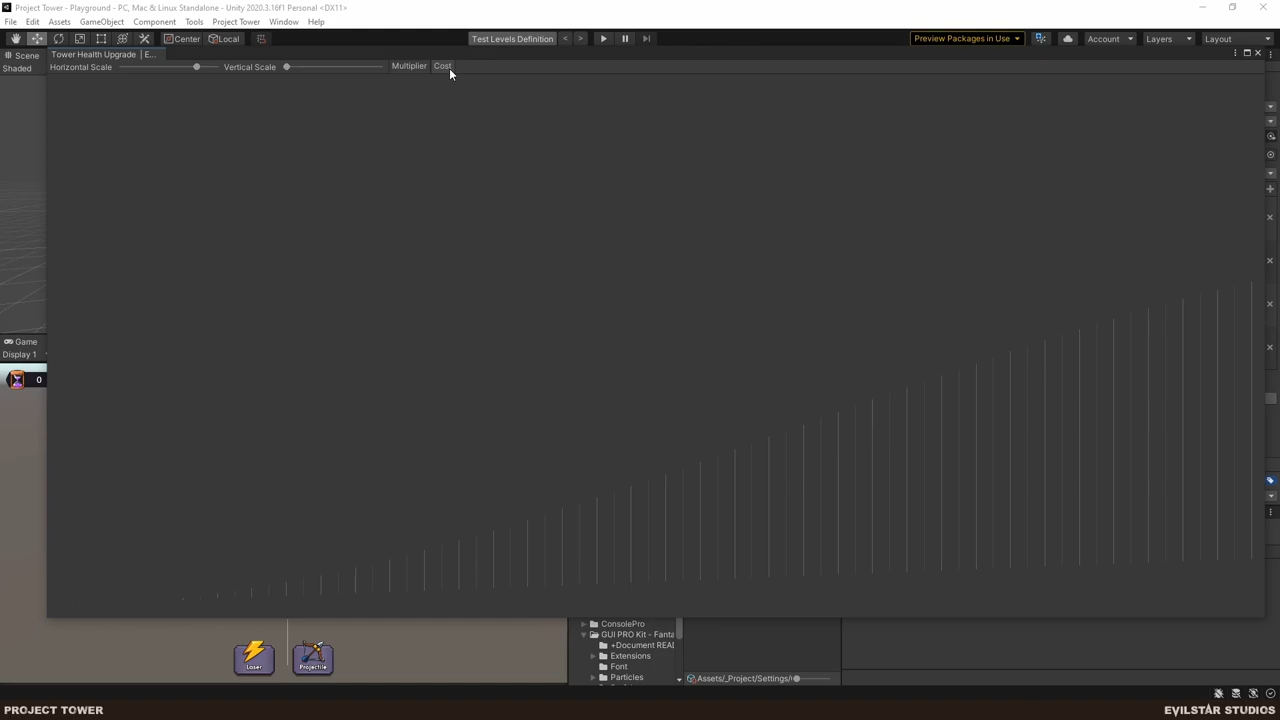 Project Tower - Playground - PC, Mac & Linux Standalone - Unity 2020.3.16f1 Personal <DX11>
File Edit Assets GameObject Component Tools Project Tower Window Help
Center Local Test Levels Definition < > Preview Packages in Use Account Layers Layout
Scene Tower Health Upgrade | E...
Shaded Horizontal Scale Vertical Scale Multiplier Cost
Game
Display 1
0
ConsolePro
GUI PRO Kit - Fanta
+Document READ
Extensions
Font
Particles
Laser Projectile
Assets/_Project/Settings/
PROJECT TOWER EVILSTAR STUDIOS